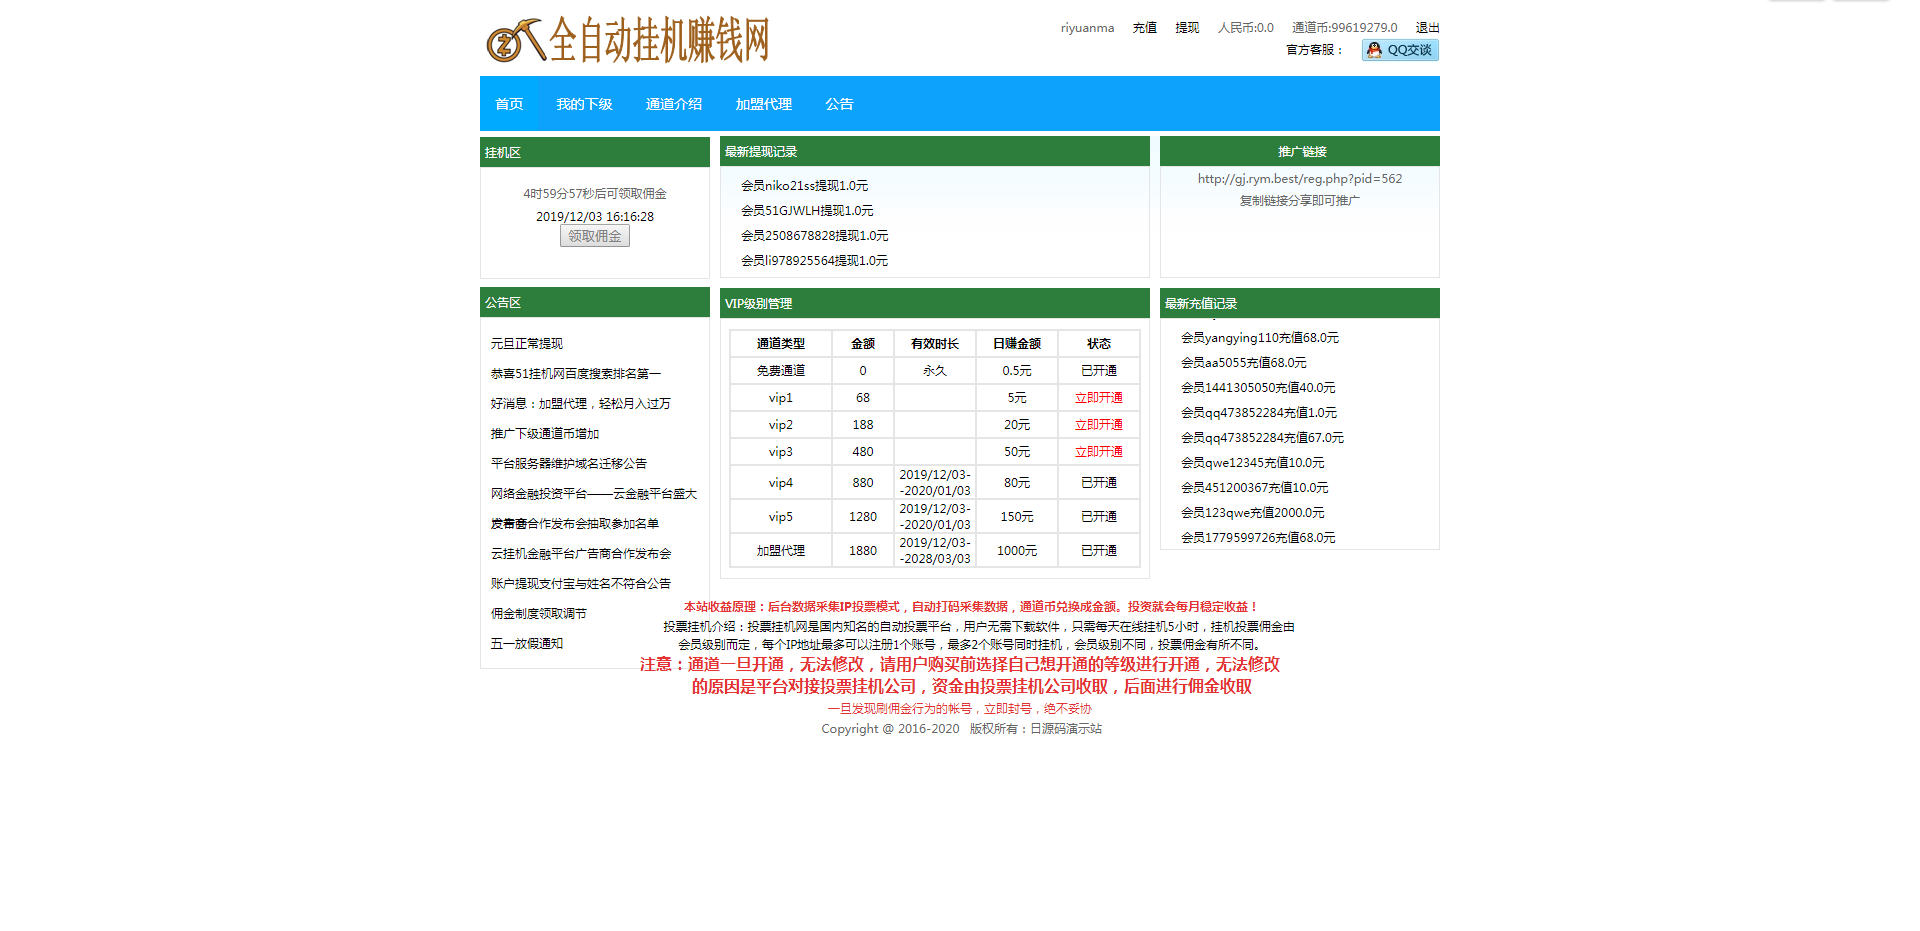 全自动挂机赚钱网
riyuanma 充值 提现 人民币:0.0 通道币:99619279.0 退出
官方客服： QQ交谈
首页 我的下级 通道介绍 加盟代理 公告
挂机区
4时59分57秒后可领取佣金
2019/12/03 16:16:28
领取佣金
最新提现记录
会员niko21ss提现1.0元
会员51GJWLH提现1.0元
会员2508678828提现1.0元
会员li978925564提现1.0元
推广链接
http://gj.rym.best/reg.php?pid=562
复制链接分享即可推广
公告区
元旦正常提现
恭喜51挂机网百度搜索排名第一
好消息：加盟代理，轻松月入过万
推广下级通道币增加
平台服务器维护域名迁移公告
网络金融投资平台——云金融平台盛大
合作发布会抽取参加名单
云挂机金融平台广告商合作发布会
账户提现支付宝与姓名不符合公告
佣金制度领取调节
五一放假通知
VIP级别管理
通道类型 金额 有效时长 日赚金额 状态
免费通道 0 永久 0.5元 已开通
vip1 68 5元 立即开通
vip2 188 20元 立即开通
vip3 480 50元 立即开通
vip4 880 2019/12/03--2020/01/03 80元 已开通
vip5 1280 2019/12/03--2020/01/03 150元 已开通
加盟代理 1880 2019/12/03--2028/03/03 1000元 已开通
最新充值记录
会员yangying110充值68.0元
会员aa5055充值68.0元
会员1441305050充值40.0元
会员qq473852284充值1.0元
会员qq473852284充值67.0元
会员qwe12345充值10.0元
会员451200367充值10.0元
会员123qwe充值2000.0元
会员1779599726充值68.0元
本站收益原理：后台数据采集IP投票模式，自动打码采集数据，通道币兑换成金额。投资就会每月稳定收益！
投票挂机介绍：投票挂机网是国内知名的自动投票平台，用户无需下载软件，只需每天在线挂机5小时，挂机投票佣金由
会员级别而定，每个IP地址最多可以注册1个账号，最多2个账号同时挂机，会员级别不同，投票佣金有所不同。
注意：通道一旦开通，无法修改，请用户购买前选择自己想开通的等级进行开通，无法修改
的原因是平台对接投票挂机公司，资金由投票挂机公司收取，后面进行佣金收取
一旦发现刷佣金行为的帐号，立即封号，绝不妥协
Copyright @ 2016-2020 版权所有：日源码演示站